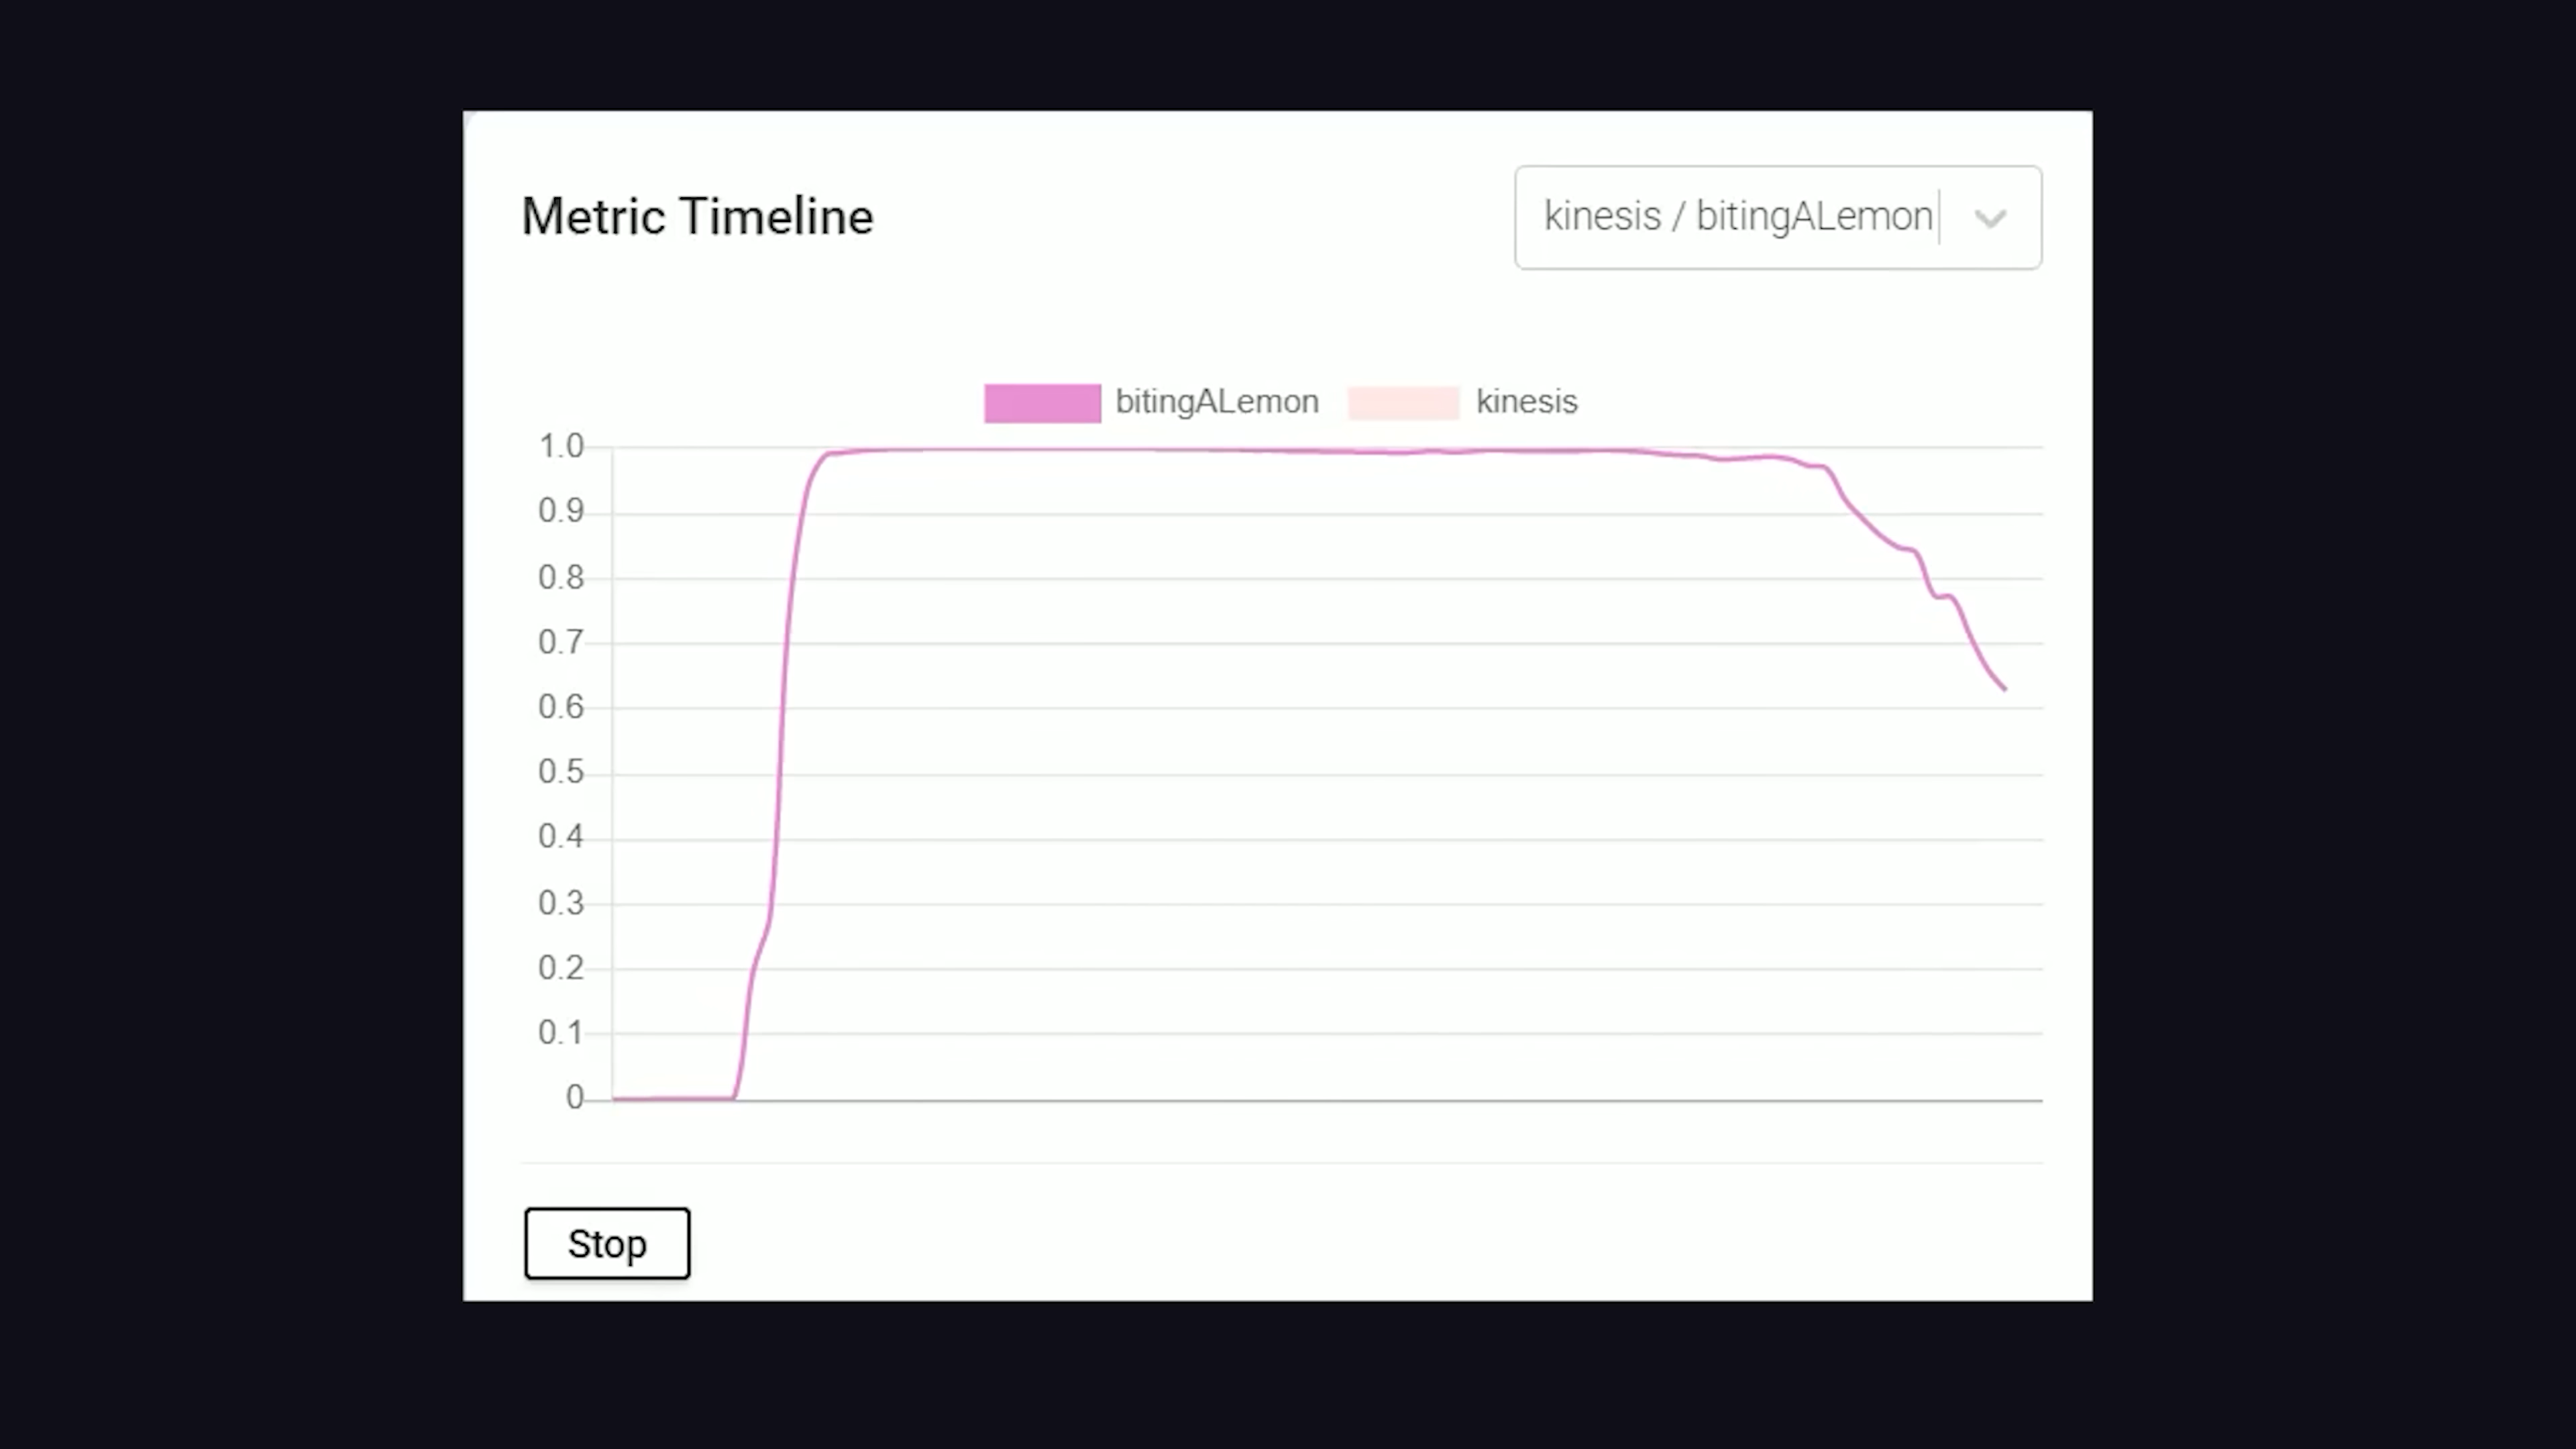 Metric Timeline
kinesis / bitingALemon
bitingALemon
kinesis
1.0
0.9
0.8
0.7
0.6
0.5
0.4
0.3
0.2
0.1
0
Stop